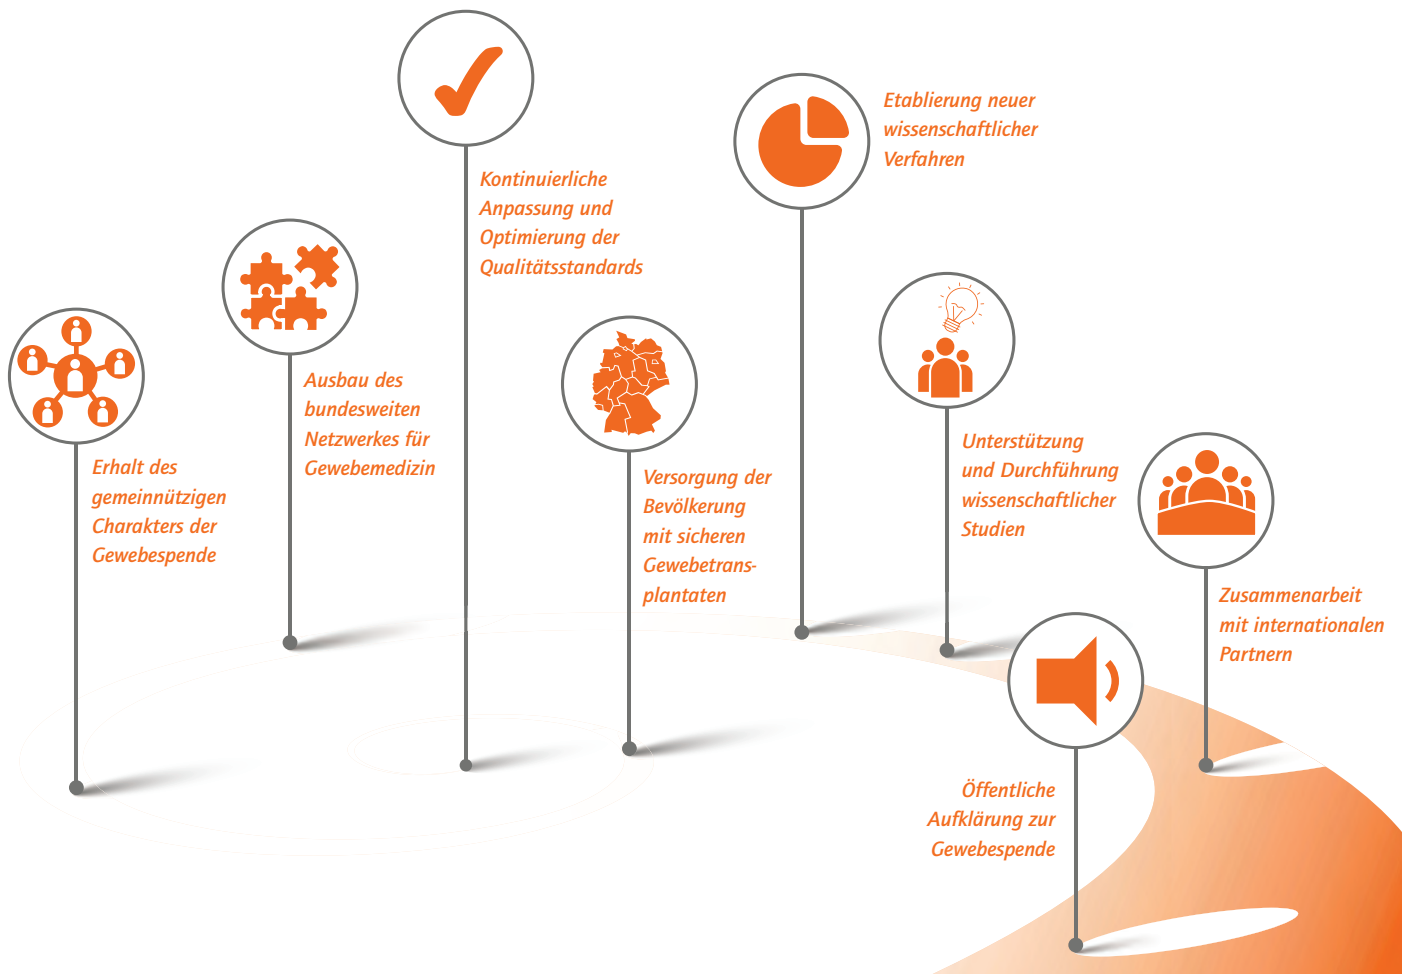 Erhalt des
gemeinnützigen
Charakters der
Gewebespende
Ausbau des
bundesweiten
Netzwerkes für
Gewebemedizin
Kontinuierliche
Anpassung und
Optimierung der
Qualitätsstandards
Versorgung der
Bevölkerung
mit sicheren
Gewebetrans-
plantaten
Etablierung neuer
wissenschaftlicher
Verfahren
Unterstützung
und Durchführung
wissenschaftlicher
Studien
Öffentliche
Aufklärung zur
Gewebespende
Zusammenarbeit
mit internationalen
Partnern